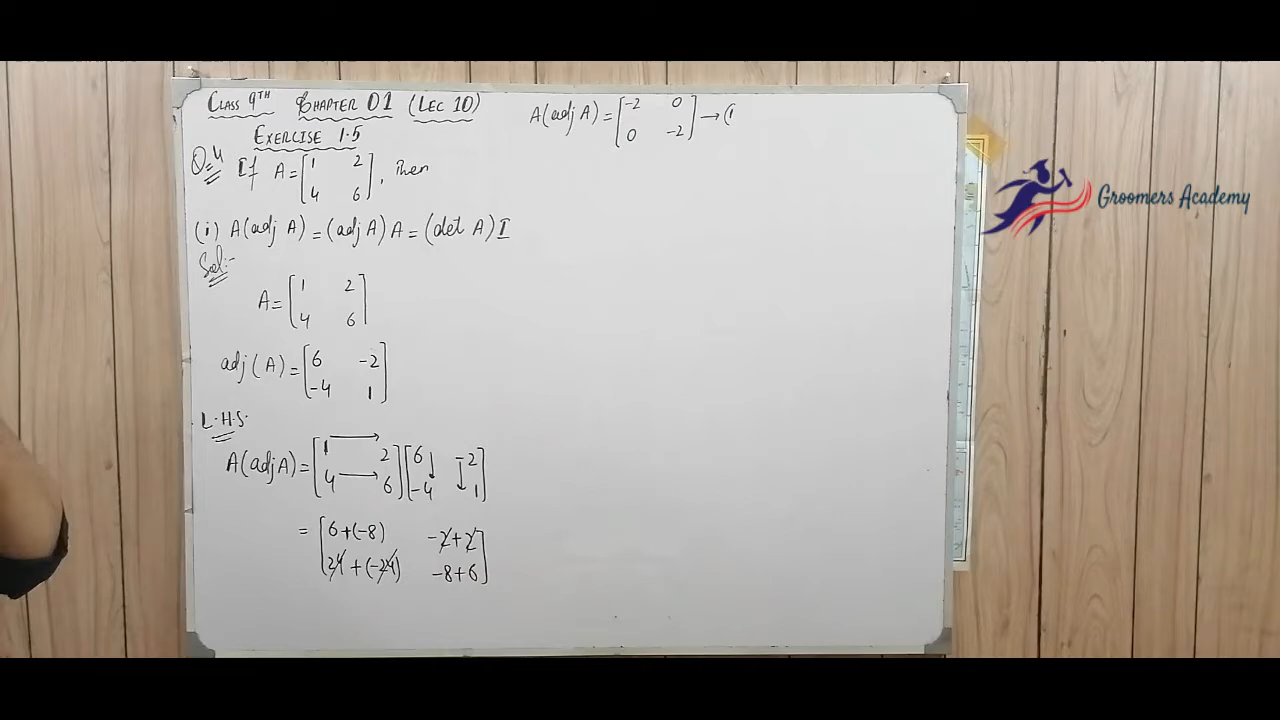 CLASS 9TH CHAPTER 01 (LEC 10)
EXERCISE 1.5
Q.4 If A = [1 2
4 6], Then
(i) A(adj A) = (adj A) A = (det A) I
Sol:-
A = [1 2
4 6]
adj (A) = [6 -2
-4 1]
L.H.S.
A(adj A) = [1 2] [6 -2]
[4 6] [-4 1]
= [6+(-8) -2+2
24+(-24) -8+6]
A(adj A) = [-2 0
0 -2] → (1
Groomers Academy